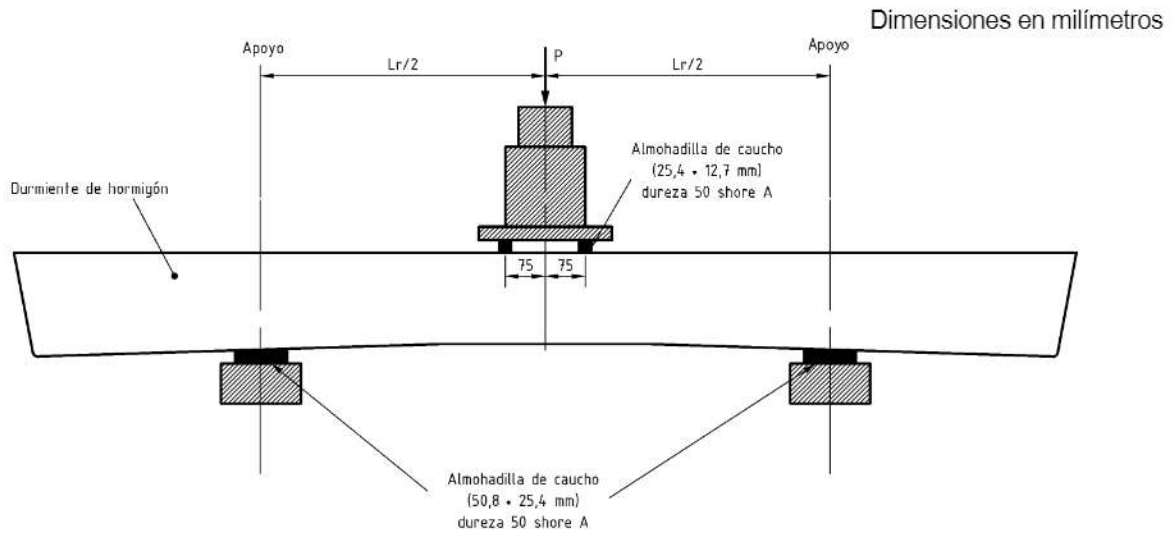 Dimensiones en milímetros
Apoyo
Apoyo
Lr/2
P
Lr/2
Almohadilla de caucho
(25,4 * 12,7 mm)
dureza 50 shore A
Durmiente de hormigón
75
75
Almohadilla de caucho
(50,8 * 25,4 mm)
dureza 50 shore A